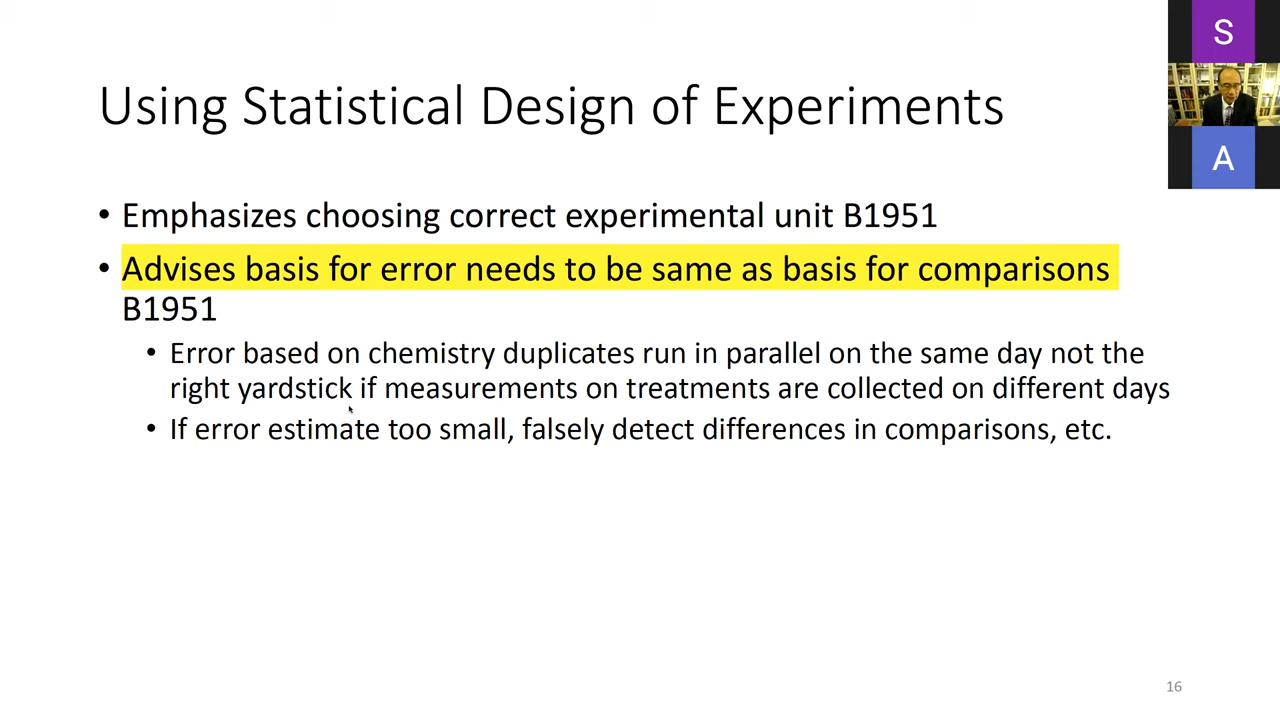 Using Statistical Design of Experiments
• Emphasizes choosing correct experimental unit B1951
• Advises basis for error needs to be same as basis for comparisons
B1951
• Error based on chemistry duplicates run in parallel on the same day not the
right yardstick if measurements on treatments are collected on different days
• If error estimate too small, falsely detect differences in comparisons, etc.
S
A
16